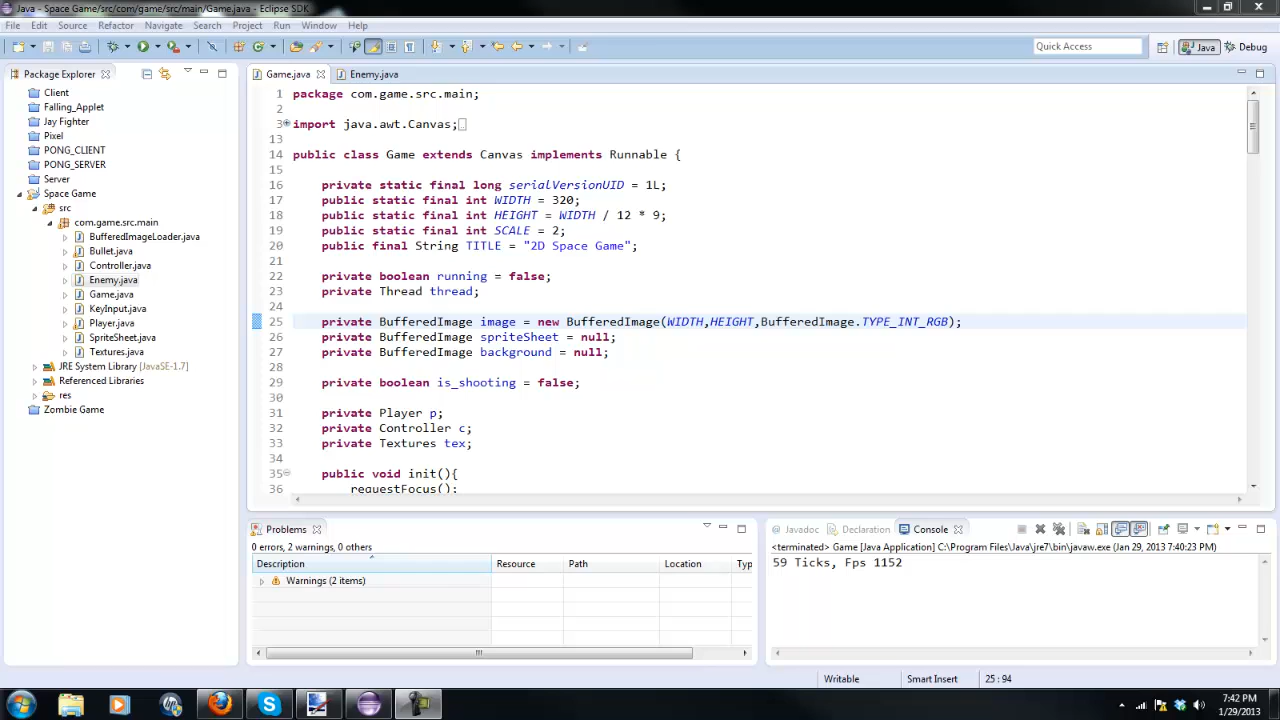 Java - Space Game/src/com/game/src/main/Game.java - Eclipse SDK
File Edit Source Refactor Navigate Search Project Run Window Help
Quick Access
Java
Debug
Package Explorer
Client
Falling_Applet
Jay Fighter
Pixel
PONG_CLIENT
PONG_SERVER
Server
Space Game
src
com.game.src.main
BufferedImageLoader.java
Bullet.java
Controller.java
Enemy.java
Game.java
KeyInput.java
Player.java
SpriteSheet.java
Textures.java
JRE System Library [JavaSE-1.7]
Referenced Libraries
res
Zombie Game
Game.java
Enemy.java
1 package com.game.src.main;
2
3 import java.awt.Canvas;
13
14 public class Game extends Canvas implements Runnable {
15
16 private static final long serialVersionUID = 1L;
17 public static final int WIDTH = 320;
18 public static final int HEIGHT = WIDTH / 12 * 9;
19 public static final int SCALE = 2;
20 public final String TITLE = "2D Space Game";
21
22 private boolean running = false;
23 private Thread thread;
24
25 private BufferedImage image = new BufferedImage(WIDTH,HEIGHT,BufferedImage.TYPE_INT_RGB);
26 private BufferedImage spriteSheet = null;
27 private BufferedImage background = null;
28
29 private boolean is_shooting = false;
30
31 private Player p;
32 private Controller c;
33 private Textures tex;
34
35 public void init(){
36 requestFocus();
Problems
0 errors, 2 warnings, 0 others
Description Resource Path Location Typ
Warnings (2 items)
Javadoc Declaration Console
<terminated> Game [Java Application] C:\Program Files\Java\jre7\bin\javaw.exe (Jan 29, 2013 7:40:23 PM)
59 Ticks, Fps 1152
Writable Smart Insert 25 : 94
7:42 PM
1/29/2013